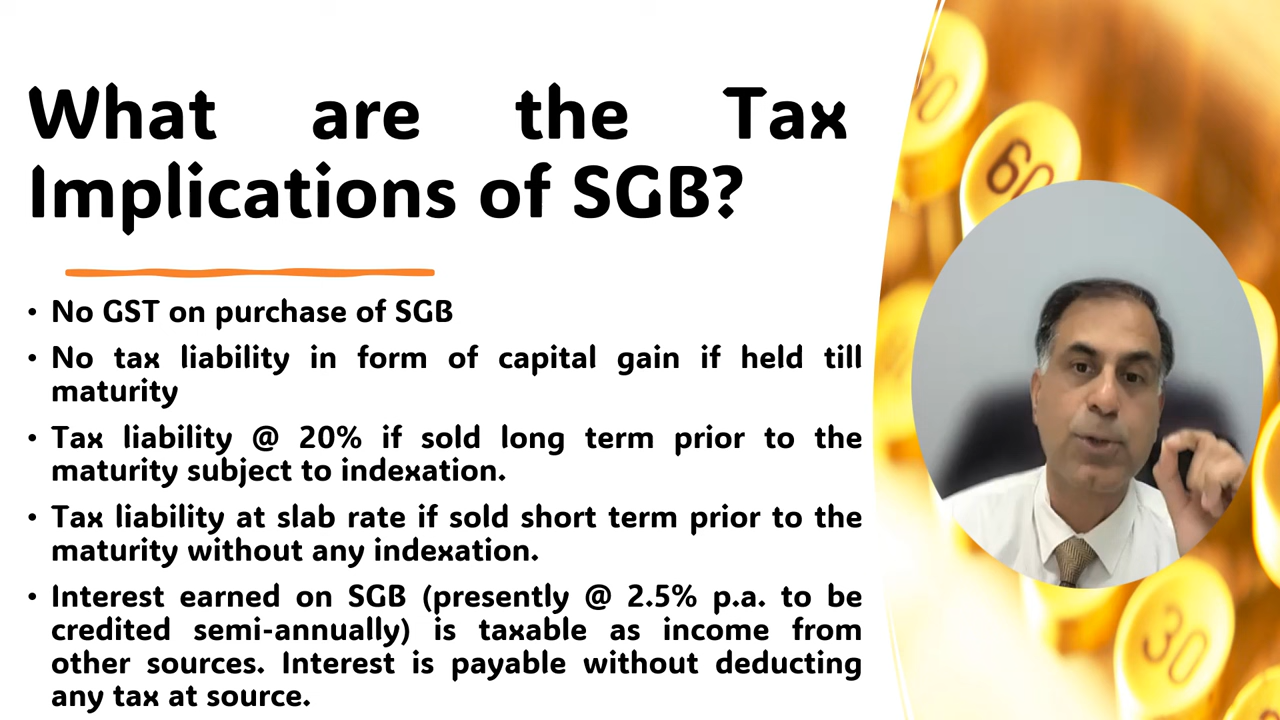 What are the Tax
Implications of SGB?
• No GST on purchase of SGB
• No tax liability in form of capital gain if held till
maturity
• Tax liability @ 20% if sold long term prior to the
maturity subject to indexation.
• Tax liability at slab rate if sold short term prior to the
maturity without any indexation.
• Interest earned on SGB (presently @ 2.5% p.a. to be
credited semi-annually) is taxable as income from
other sources. Interest is payable without deducting
any tax at source.
30
60
30